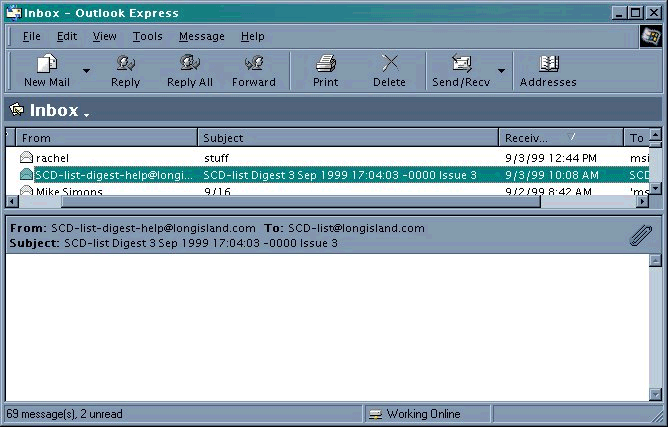 Inbox - Outlook Express
File Edit View Tools Message Help
New Mail Reply Reply All Forward Print Delete Send/Recv Addresses
Inbox
From Subject Receiv... To
rachel stuff 9/3/99 12:44 PM msi
SCD-list-digest-help@longi... SCD-list Digest 3 Sep 1999 17:04:03 -0000 Issue 3 9/3/99 10:08 AM SCD
Mike Simons 9/16 9/2/99 8:42 AM 'ms
From: SCD-list-digest-help@longisland.com To: SCD-list@longisland.com
Subject: SCD-list Digest 3 Sep 1999 17:04:03 -0000 Issue 3
69 message(s), 2 unread Working Online